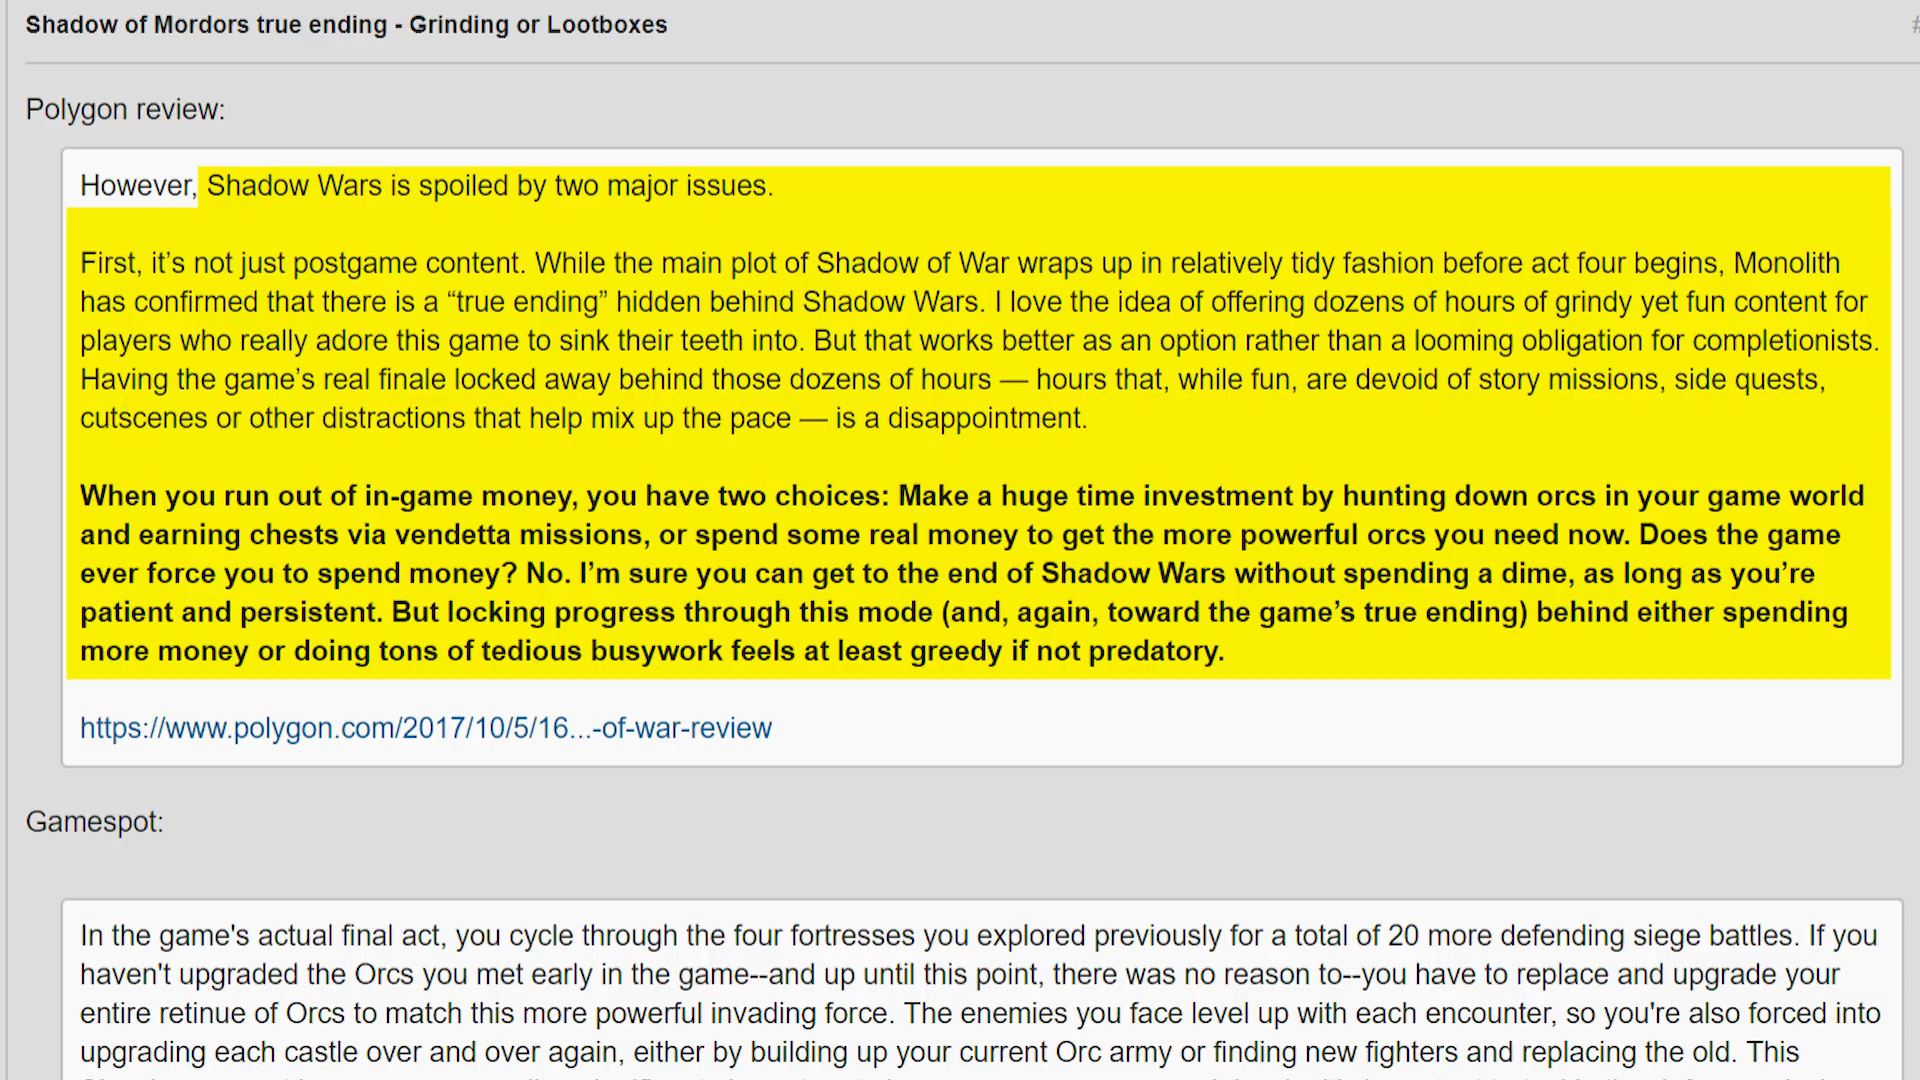 Shadow of Mordors true ending - Grinding or Lootboxes
#
Polygon review:
However, Shadow Wars is spoiled by two major issues.
First, it’s not just postgame content. While the main plot of Shadow of War wraps up in relatively tidy fashion before act four begins, Monolith
has confirmed that there is a “true ending” hidden behind Shadow Wars. I love the idea of offering dozens of hours of grindy yet fun content for
players who really adore this game to sink their teeth into. But that works better as an option rather than a looming obligation for completionists.
Having the game’s real finale locked away behind those dozens of hours — hours that, while fun, are devoid of story missions, side quests,
cutscenes or other distractions that help mix up the pace — is a disappointment.
When you run out of in-game money, you have two choices: Make a huge time investment by hunting down orcs in your game world
and earning chests via vendetta missions, or spend some real money to get the more powerful orcs you need now. Does the game
ever force you to spend money? No. I’m sure you can get to the end of Shadow Wars without spending a dime, as long as you’re
patient and persistent. But locking progress through this mode (and, again, toward the game’s true ending) behind either spending
more money or doing tons of tedious busywork feels at least greedy if not predatory.
https://www.polygon.com/2017/10/5/16...-of-war-review
Gamespot:
In the game's actual final act, you cycle through the four fortresses you explored previously for a total of 20 more defending siege battles. If you
haven't upgraded the Orcs you met early in the game--and up until this point, there was no reason to--you have to replace and upgrade your
entire retinue of Orcs to match this more powerful invading force. The enemies you face level up with each encounter, so you're also forced into
upgrading each castle over and over again, either by building up your current Orc army or finding new fighters and replacing the old. This